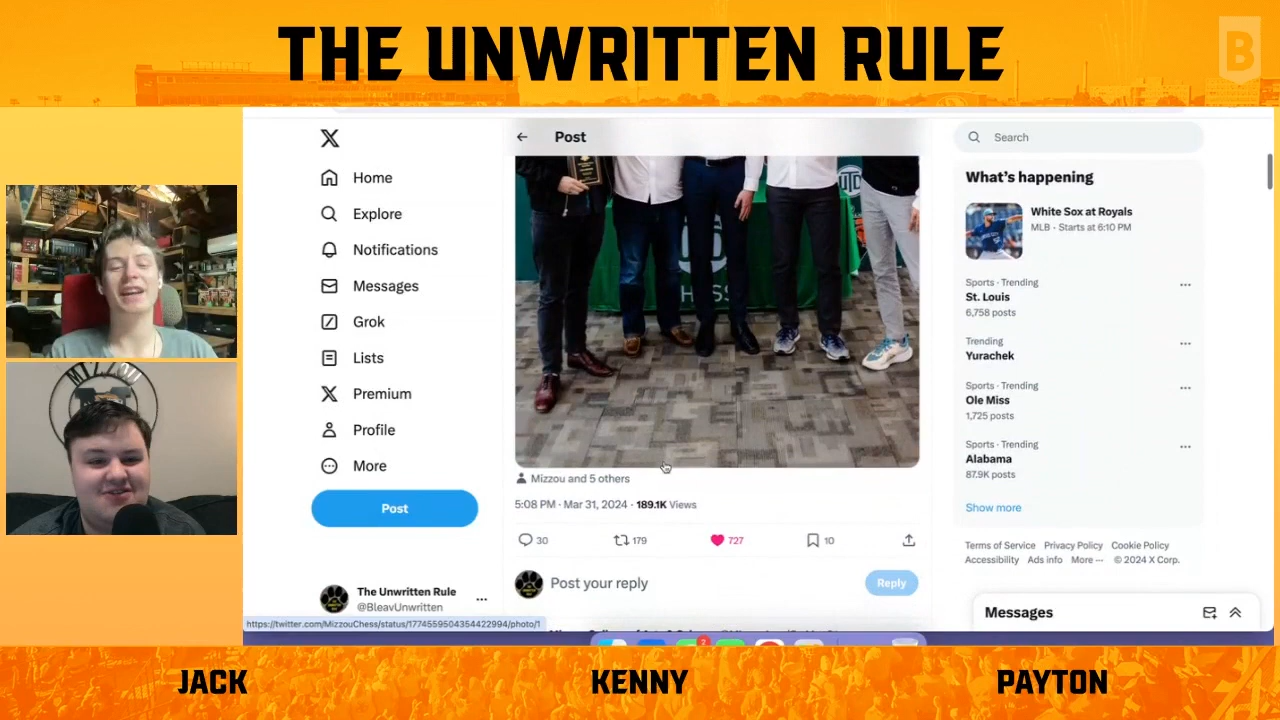 THE UNWRITTEN RULE
B
Post
Search
Home
Explore
Notifications
Messages
Grok
Lists
Premium
Profile
More
Post
The Unwritten Rule
@BleavUnwritten
UTD
MIZZOU
Mizzou and 5 others
5:08 PM · Mar 31, 2024 · 189.1K Views
30
179
727
10
Post your reply
Reply
What's happening
White Sox at Royals
MLB · Starts at 6:10 PM
Sports · Trending
St. Louis
6,758 posts
Trending
Yurachek
Sports · Trending
Ole Miss
1,725 posts
Sports · Trending
Alabama
87.9K posts
Show more
Terms of Service Privacy Policy Cookie Policy
Accessibility Ads info More ··· © 2024 X Corp.
Messages
https://twitter.com/MizzouChess/status/1774559504354422994/photo/1
2
JACK
KENNY
PAYTON